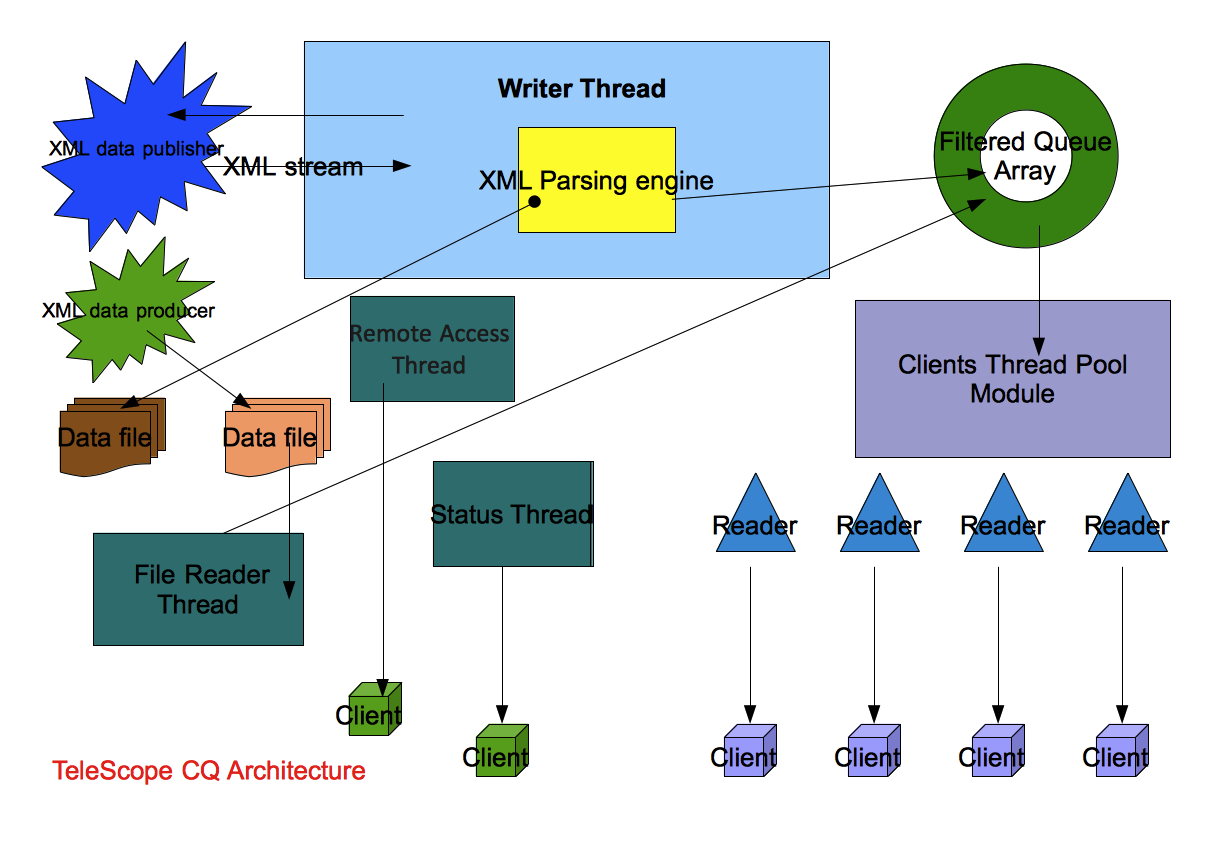 Writer Thread
XML data publisher
XML stream
XML Parsing engine
Filtered Queue
Array
XML data producer
Remote Access
Thread
Clients Thread Pool
Module
Data file
Data file
Status Thread
Reader
Reader
Reader
Reader
File Reader
Thread
Client
Client
Client
Client
Client
Client
TeleScope CQ Architecture